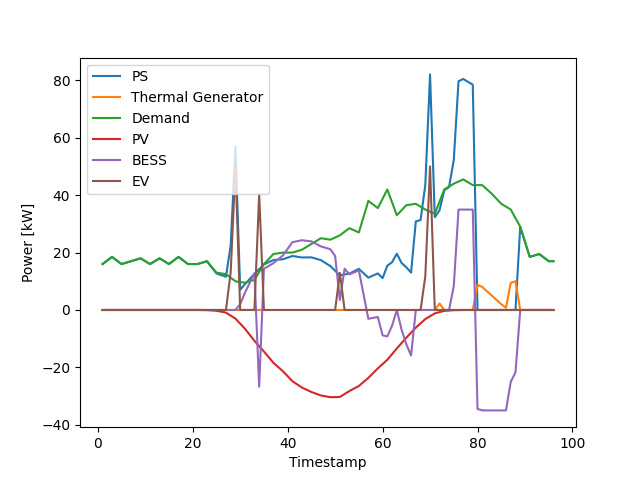 PS
Thermal Generator
Demand
PV
BESS
EV
Power [kW]
80
60
40
20
0
−20
−40
0 20 40 60 80 100
Timestamp